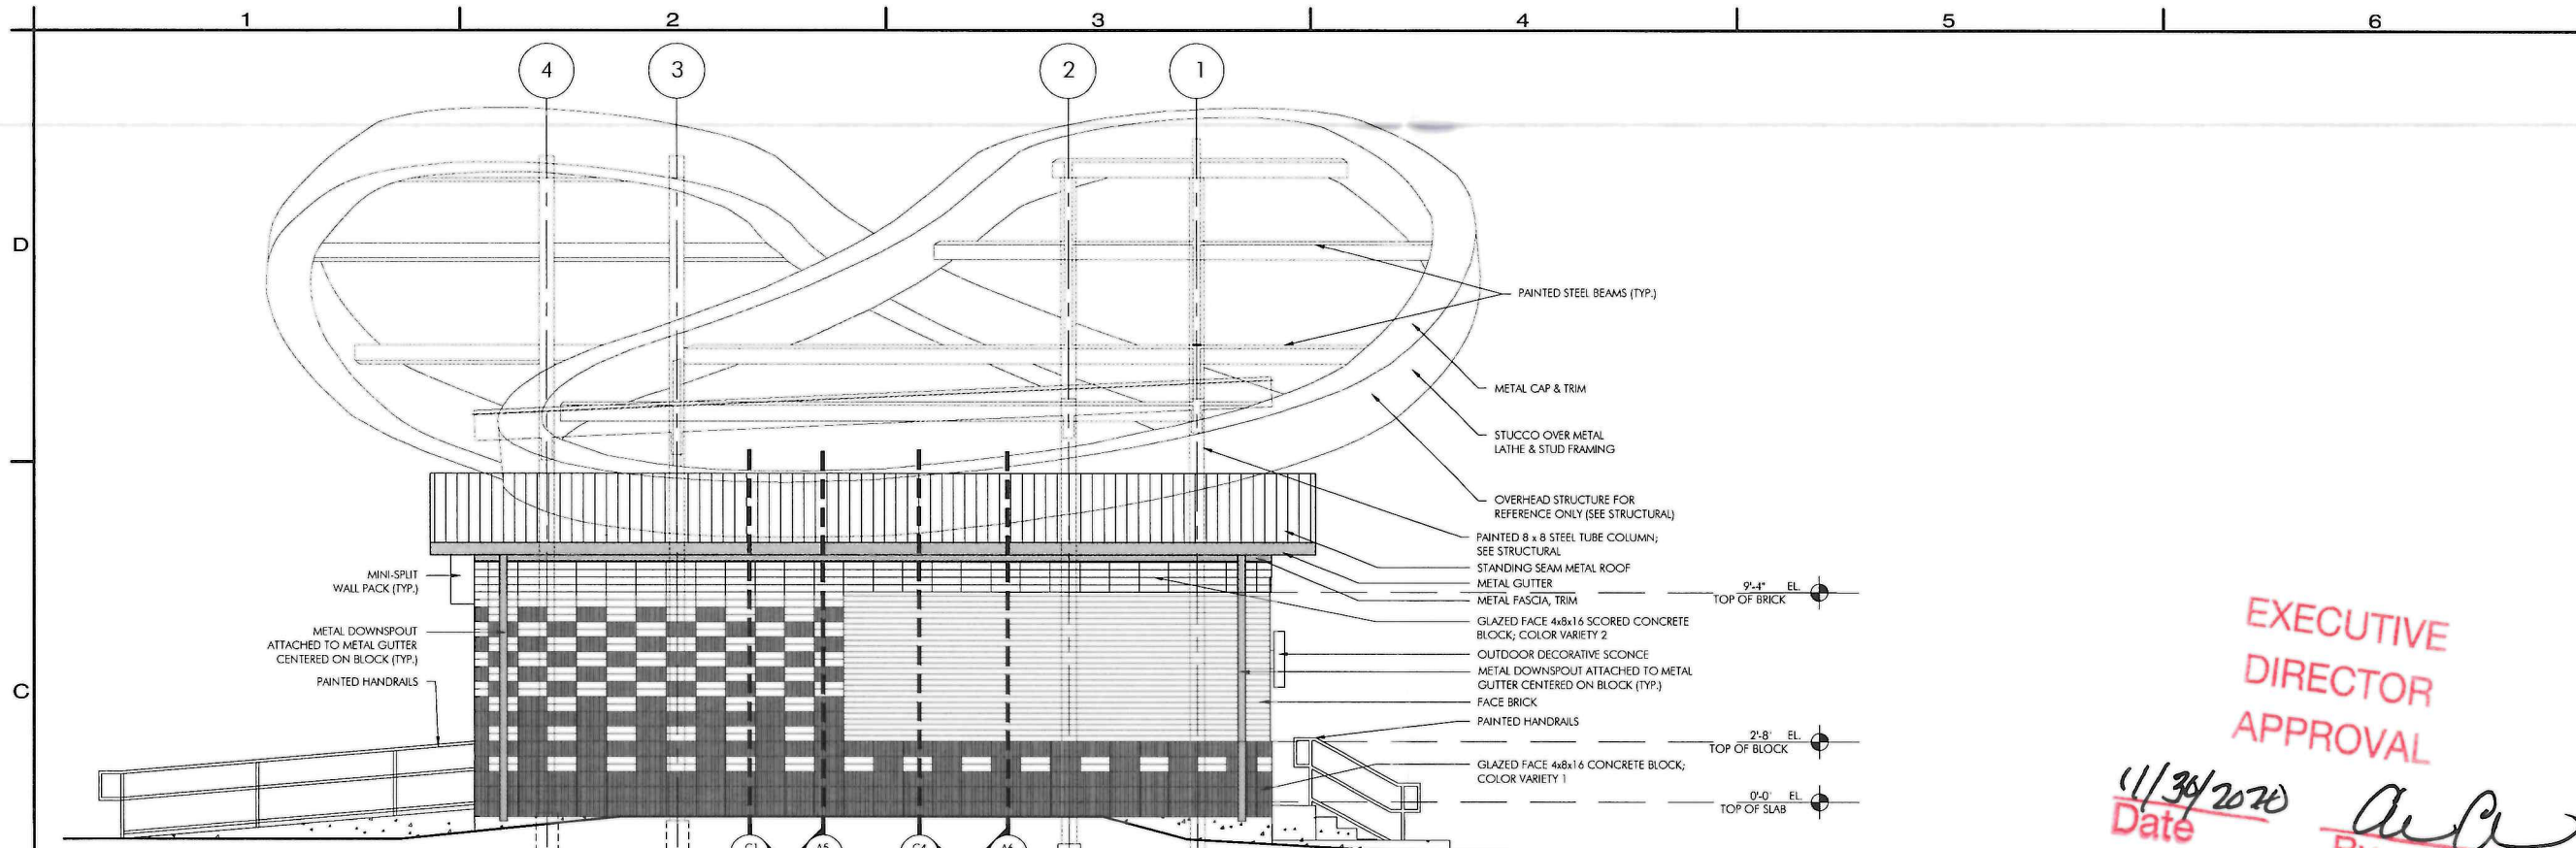 1 2 3 4 5 6
4 3 2 1
D
PAINTED STEEL BEAMS (TYP.)
METAL CAP & TRIM
STUCCO OVER METAL
LATHE & STUD FRAMING
OVERHEAD STRUCTURE FOR
REFERENCE ONLY (SEE STRUCTURAL)
PAINTED 8 x 8 STEEL TUBE COLUMN;
SEE STRUCTURAL
STANDING SEAM METAL ROOF
METAL GUTTER
METAL FASCIA, TRIM
GLAZED FACE 4x8x16 SCORED CONCRETE
BLOCK; COLOR VARIETY 2
OUTDOOR DECORATIVE SCONCE
METAL DOWNSPOUT ATTACHED TO METAL
GUTTER CENTERED ON BLOCK (TYP.)
FACE BRICK
PAINTED HANDRAILS
GLAZED FACE 4x8x16 CONCRETE BLOCK;
COLOR VARIETY 1
MINI-SPLIT
WALL PACK (TYP.)
METAL DOWNSPOUT
ATTACHED TO METAL GUTTER
CENTERED ON BLOCK (TYP.)
PAINTED HANDRAILS
C
9'-4" EL.
TOP OF BRICK
2'-8" EL.
TOP OF BLOCK
0'-0" EL.
TOP OF SLAB
EXECUTIVE
DIRECTOR
APPROVAL
11/30/2020
Date